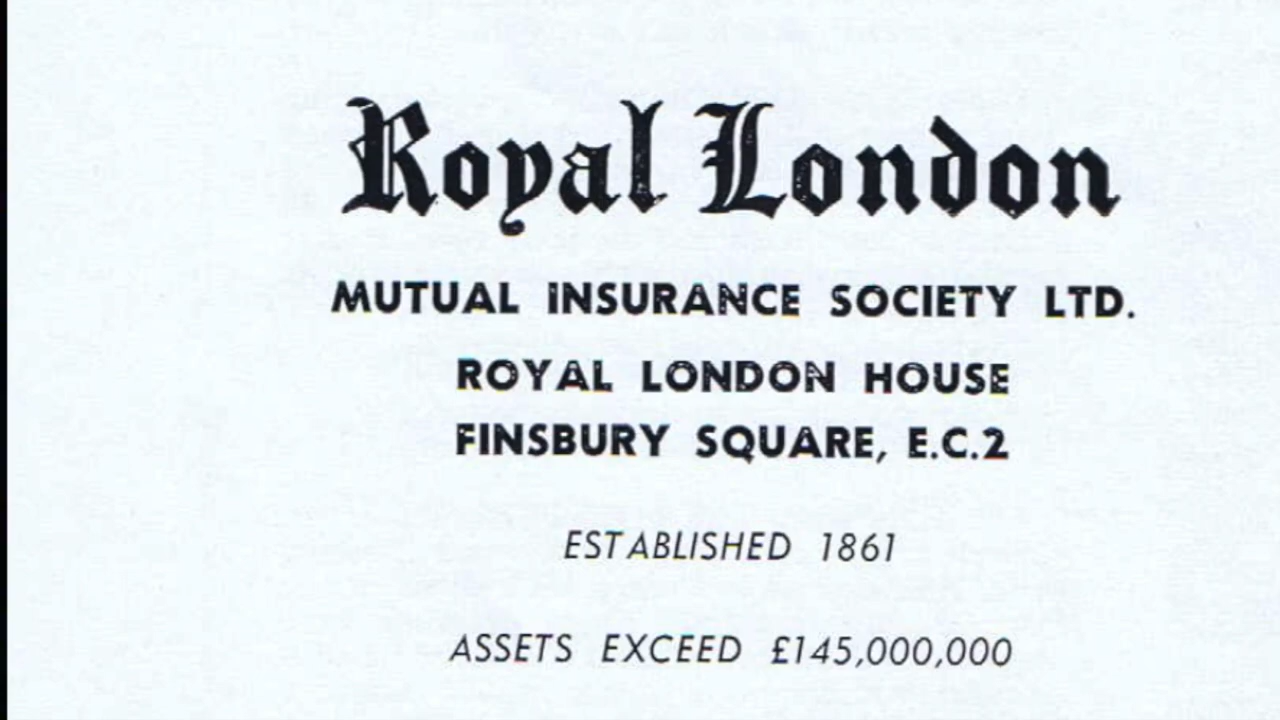 Royal London
MUTUAL INSURANCE SOCIETY LTD.
ROYAL LONDON HOUSE
FINSBURY SQUARE, E.C.2
ESTABLISHED 1861
ASSETS EXCEED £145,000,000